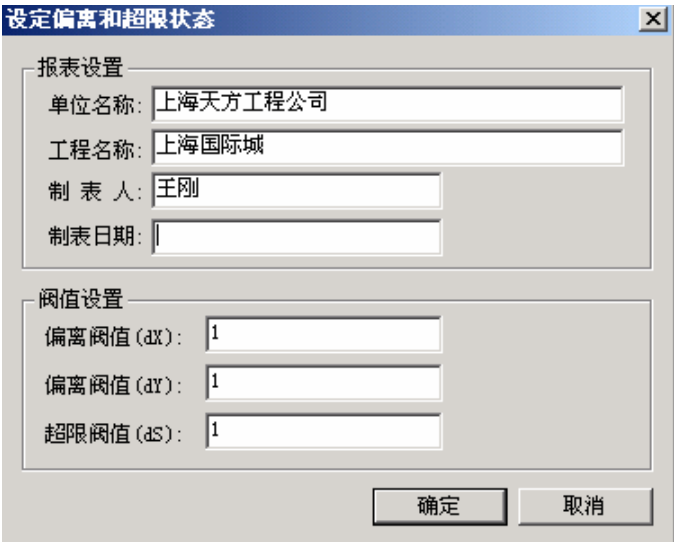 设定偏离和超限状态
报表设置
单位名称: 上海天方工程公司
工程名称: 上海国际城
制 表 人: 王刚
制表日期:
阀值设置
偏离阀值(dX): 1
偏离阀值(dY): 1
超限阀值(dS): 1
确定 取消